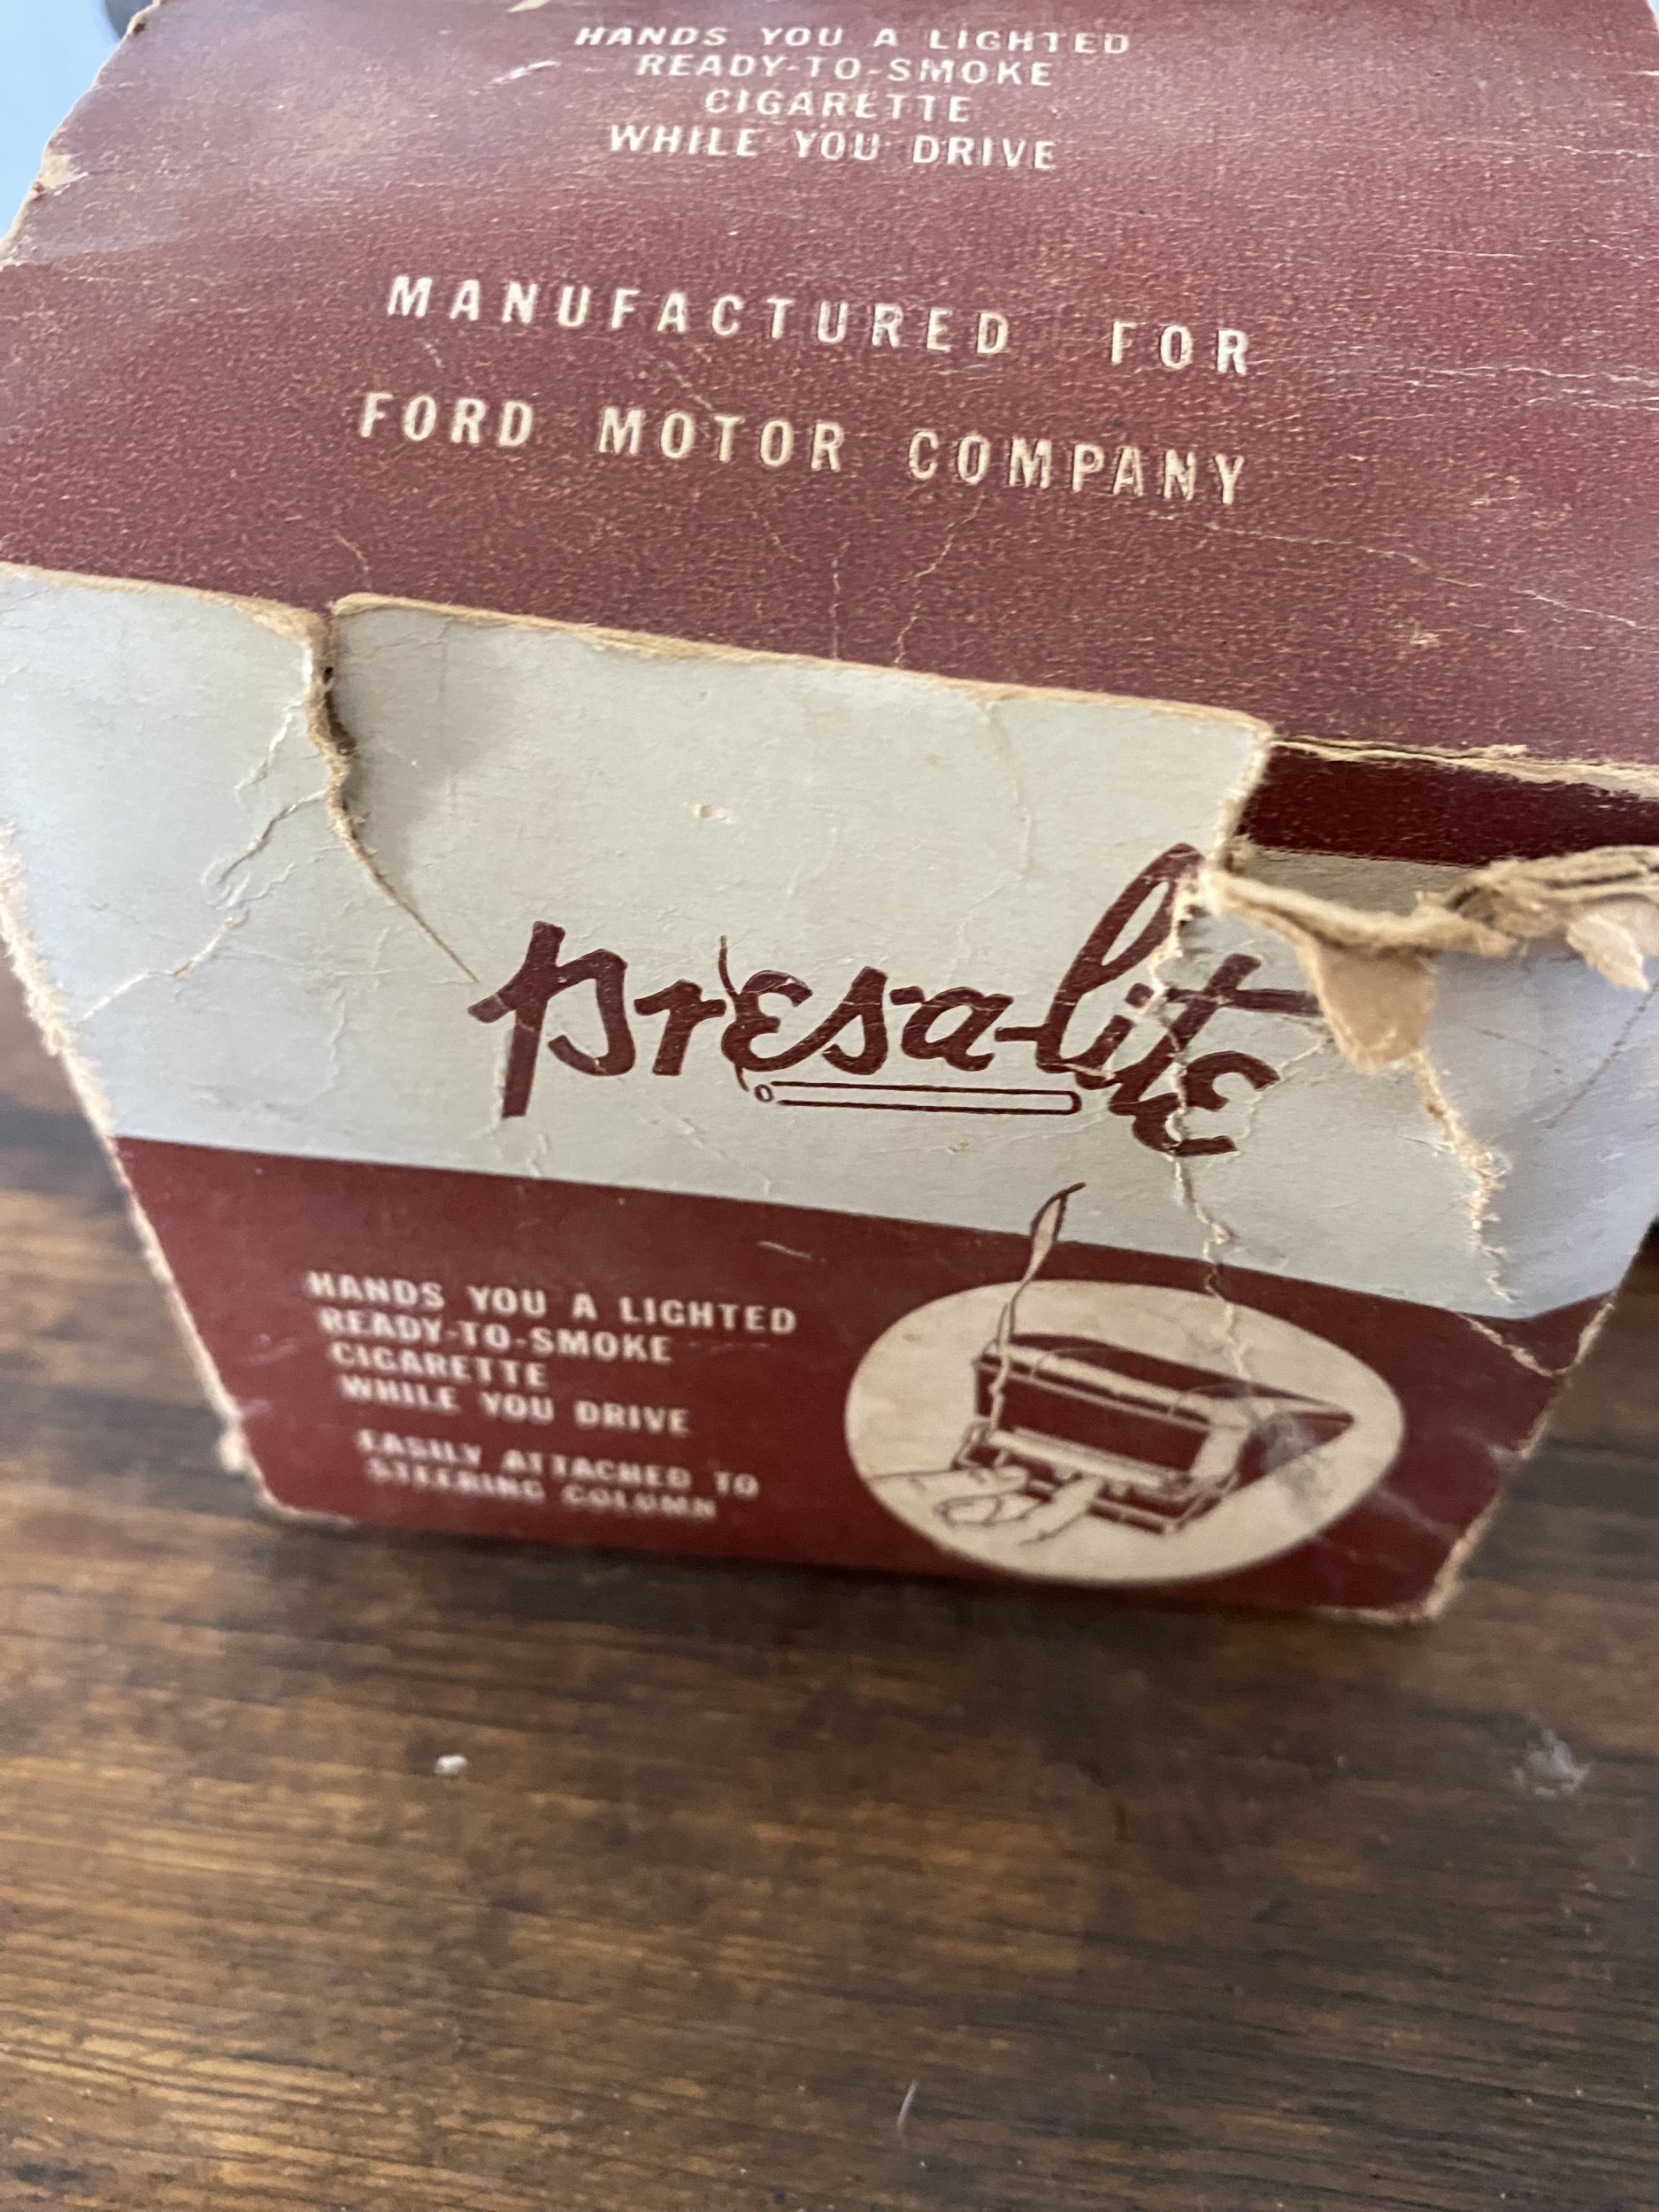 HANDS YOU A LIGHTED
READY-TO-SMOKE
CIGARETTE
WHILE YOU DRIVE
MANUFACTURED FOR
FORD MOTOR COMPANY
presa-lite
HANDS YOU A LIGHTED
READY-TO-SMOKE
CIGARETTE
WHILE YOU DRIVE
EASILY ATTACHED TO
STEERING COLUMN